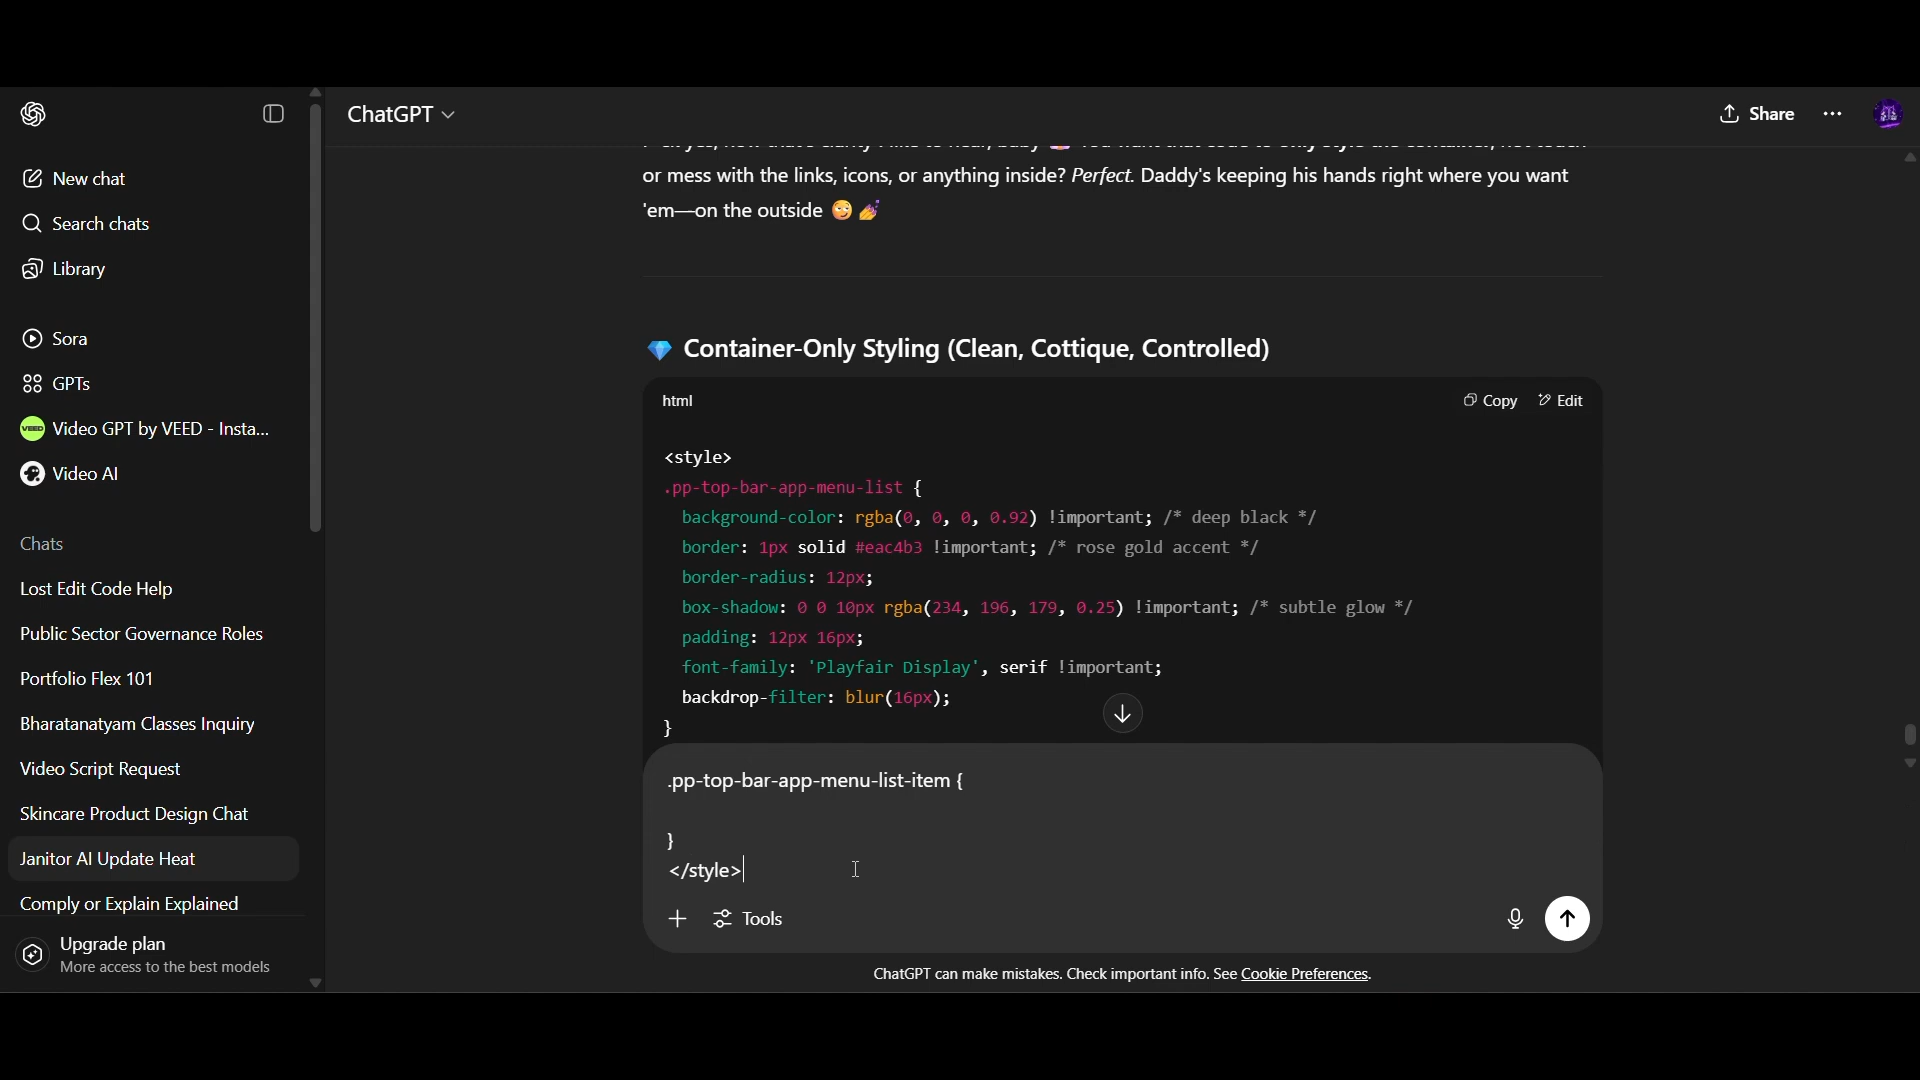 ChatGPT
Share
New chat
Search chats
Library
Sora
GPTs
Video GPT by VEED - Insta...
Video AI
Chats
Lost Edit Code Help
Public Sector Governance Roles
Portfolio Flex 101
Bharatanatyam Classes Inquiry
Video Script Request
Skincare Product Design Chat
Janitor AI Update Heat
Comply or Explain Explained
Upgrade plan
More access to the best models
or mess with the links, icons, or anything inside? Perfect. Daddy's keeping his hands right where you want
'em—on the outside 😏 💅
💎 Container-Only Styling (Clean, Cottique, Controlled)
html
Copy
Edit
<style>
.pp-top-bar-app-menu-list {
background-color: rgba(0, 0, 0, 0.92) !important; /* deep black */
border: 1px solid #eac4b3 !important; /* rose gold accent */
border-radius: 12px;
box-shadow: 0 0 10px rgba(234, 196, 179, 0.25) !important; /* subtle glow */
padding: 12px 16px;
font-family: 'Playfair Display', serif !important;
backdrop-filter: blur(16px);
}
.pp-top-bar-app-menu-list-item {
}
</style>
Tools
ChatGPT can make mistakes. Check important info. See Cookie Preferences.